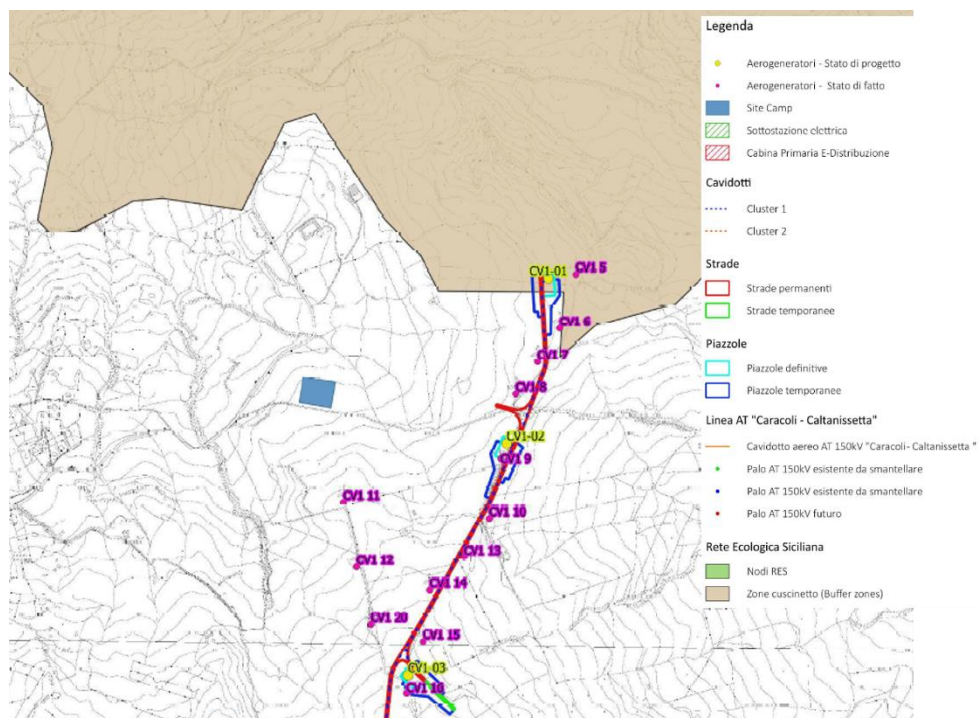 Legenda
Aerogeneratori - Stato di progetto
Aerogeneratori - Stato di fatto
Site Camp
Sottostazione elettrica
Cabina Primaria E-Distribuzione
Cavidotti
Cluster 1
Cluster 2
Strade
Strade permanenti
Strade temporanee
Piazzole
Piazzole definitive
Piazzole temporanee
Linea AT "Caracoli - Caltanissetta"
Cavidotto aereo AT 150kV "Caracoli- Caltanissetta "
Palo AT 150kV esistente da smantellare
Palo AT 150kV esistente da smantellare
Palo AT 150kV futuro
Rete Ecologica Siciliana
Nodi RES
Zone cuscinetto (Buffer zones)
CV1-01
CV1 5
CV1 6
CV1 7
CV1 8
CV1-02
CV1 9
CV1 11
CV1 10
CV1 13
CV1 12
CV1 14
CV1 20
CV1 15
CV1-03